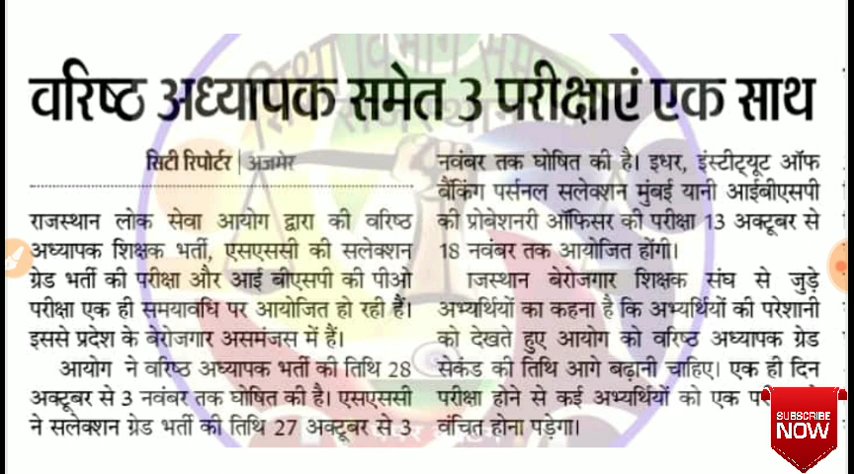 वरिष्ठ अध्यापक समेत 3 परीक्षाएं एक साथ
सिटी रिपोर्टर | अजमेर
राजस्थान लोक सेवा आयोग द्वारा की वरिष्ठ
अध्यापक शिक्षक भर्ती, एसएससी की सलेक्शन
ग्रेड भर्ती की परीक्षा और आई बीएसपी की पीओ
परीक्षा एक ही समयावधि पर आयोजित हो रही हैं।
इससे प्रदेश के बेरोजगार असमंजस में हैं।
आयोग ने वरिष्ठ अध्यापक भर्ती की तिथि 28
अक्टूबर से 3 नवंबर तक घोषित की है। एसएससी
ने सलेक्शन ग्रेड भर्ती की तिथि 27 अक्टूबर से 3
नवंबर तक घोषित की है। इधर, इंस्टीट्यूट ऑफ
बैंकिंग पर्सनल सलेक्शन मुंबई यानी आईबीएसपी
की प्रोबेशनरी ऑफिसर की परीक्षा 13 अक्टूबर से
18 नवंबर तक आयोजित होंगी।
राजस्थान बेरोजगार शिक्षक संघ से जुड़े
अभ्यर्थियों का कहना है कि अभ्यर्थियों की परेशानी
को देखते हुए आयोग को वरिष्ठ अध्यापक ग्रेड
सेकंड की तिथि आगे बढ़ानी चाहिए। एक ही दिन
परीक्षा होने से कई अभ्यर्थियों को एक
वंचित होना पड़ेगा।
शिक्षा विभाग समा
राजस्थान
SUBSCRIBE
NOW